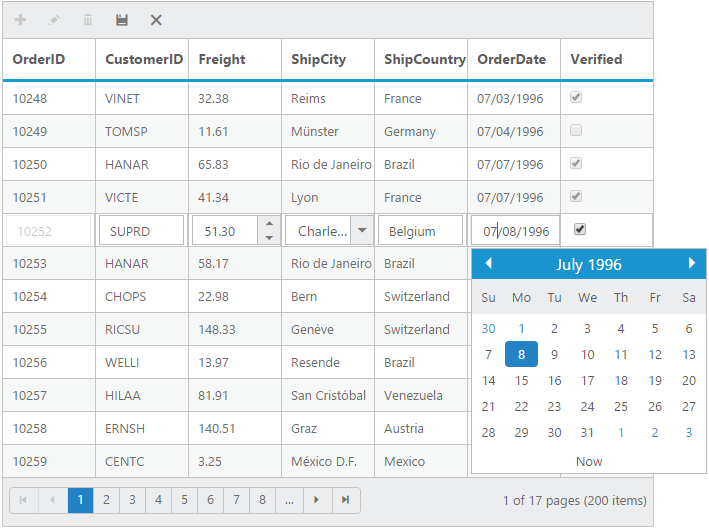 OrderID CustomerID Freight ShipCity ShipCountry OrderDate Verified
10248 VINET 32.38 Reims France 07/03/1996
10249 TOMSP 11.61 Münster Germany 07/04/1996
10250 HANAR 65.83 Rio de Janeiro Brazil 07/07/1996
10251 VICTE 41.34 Lyon France 07/07/1996
10252 SUPRD 51.30 Charle... Belgium 07/08/1996
10253 HANAR 58.17 Rio de Janeiro Brazil
10254 CHOPS 22.98 Bern Switzerland
10255 RICSU 148.33 Genève Switzerland
10256 WELLI 13.97 Resende Brazil
10257 HILAA 81.91 San Cristóbal Venezuela
10258 ERNSH 140.51 Graz Austria
10259 CENTC 3.25 México D.F. Mexico
July 1996
Su Mo Tu We Th Fr Sa
30 1 2 3 4 5 6
7 8 9 10 11 12 13
14 15 16 17 18 19 20
21 22 23 24 25 26 27
28 29 30 31 1 2 3
Now
1 2 3 4 5 6 7 8 ... 1 of 17 pages (200 items)